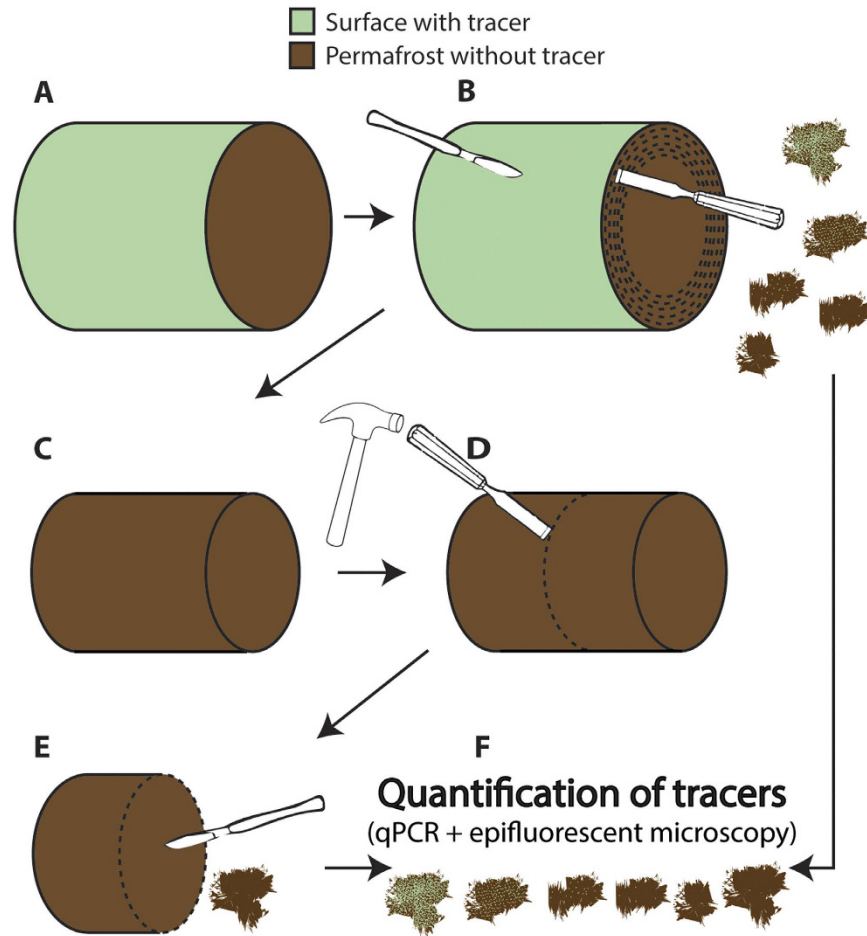 Surface with tracer
Permafrost without tracer
A
B
C
D
E
F
Quantification of tracers
(qPCR + epifluorescent microscopy)